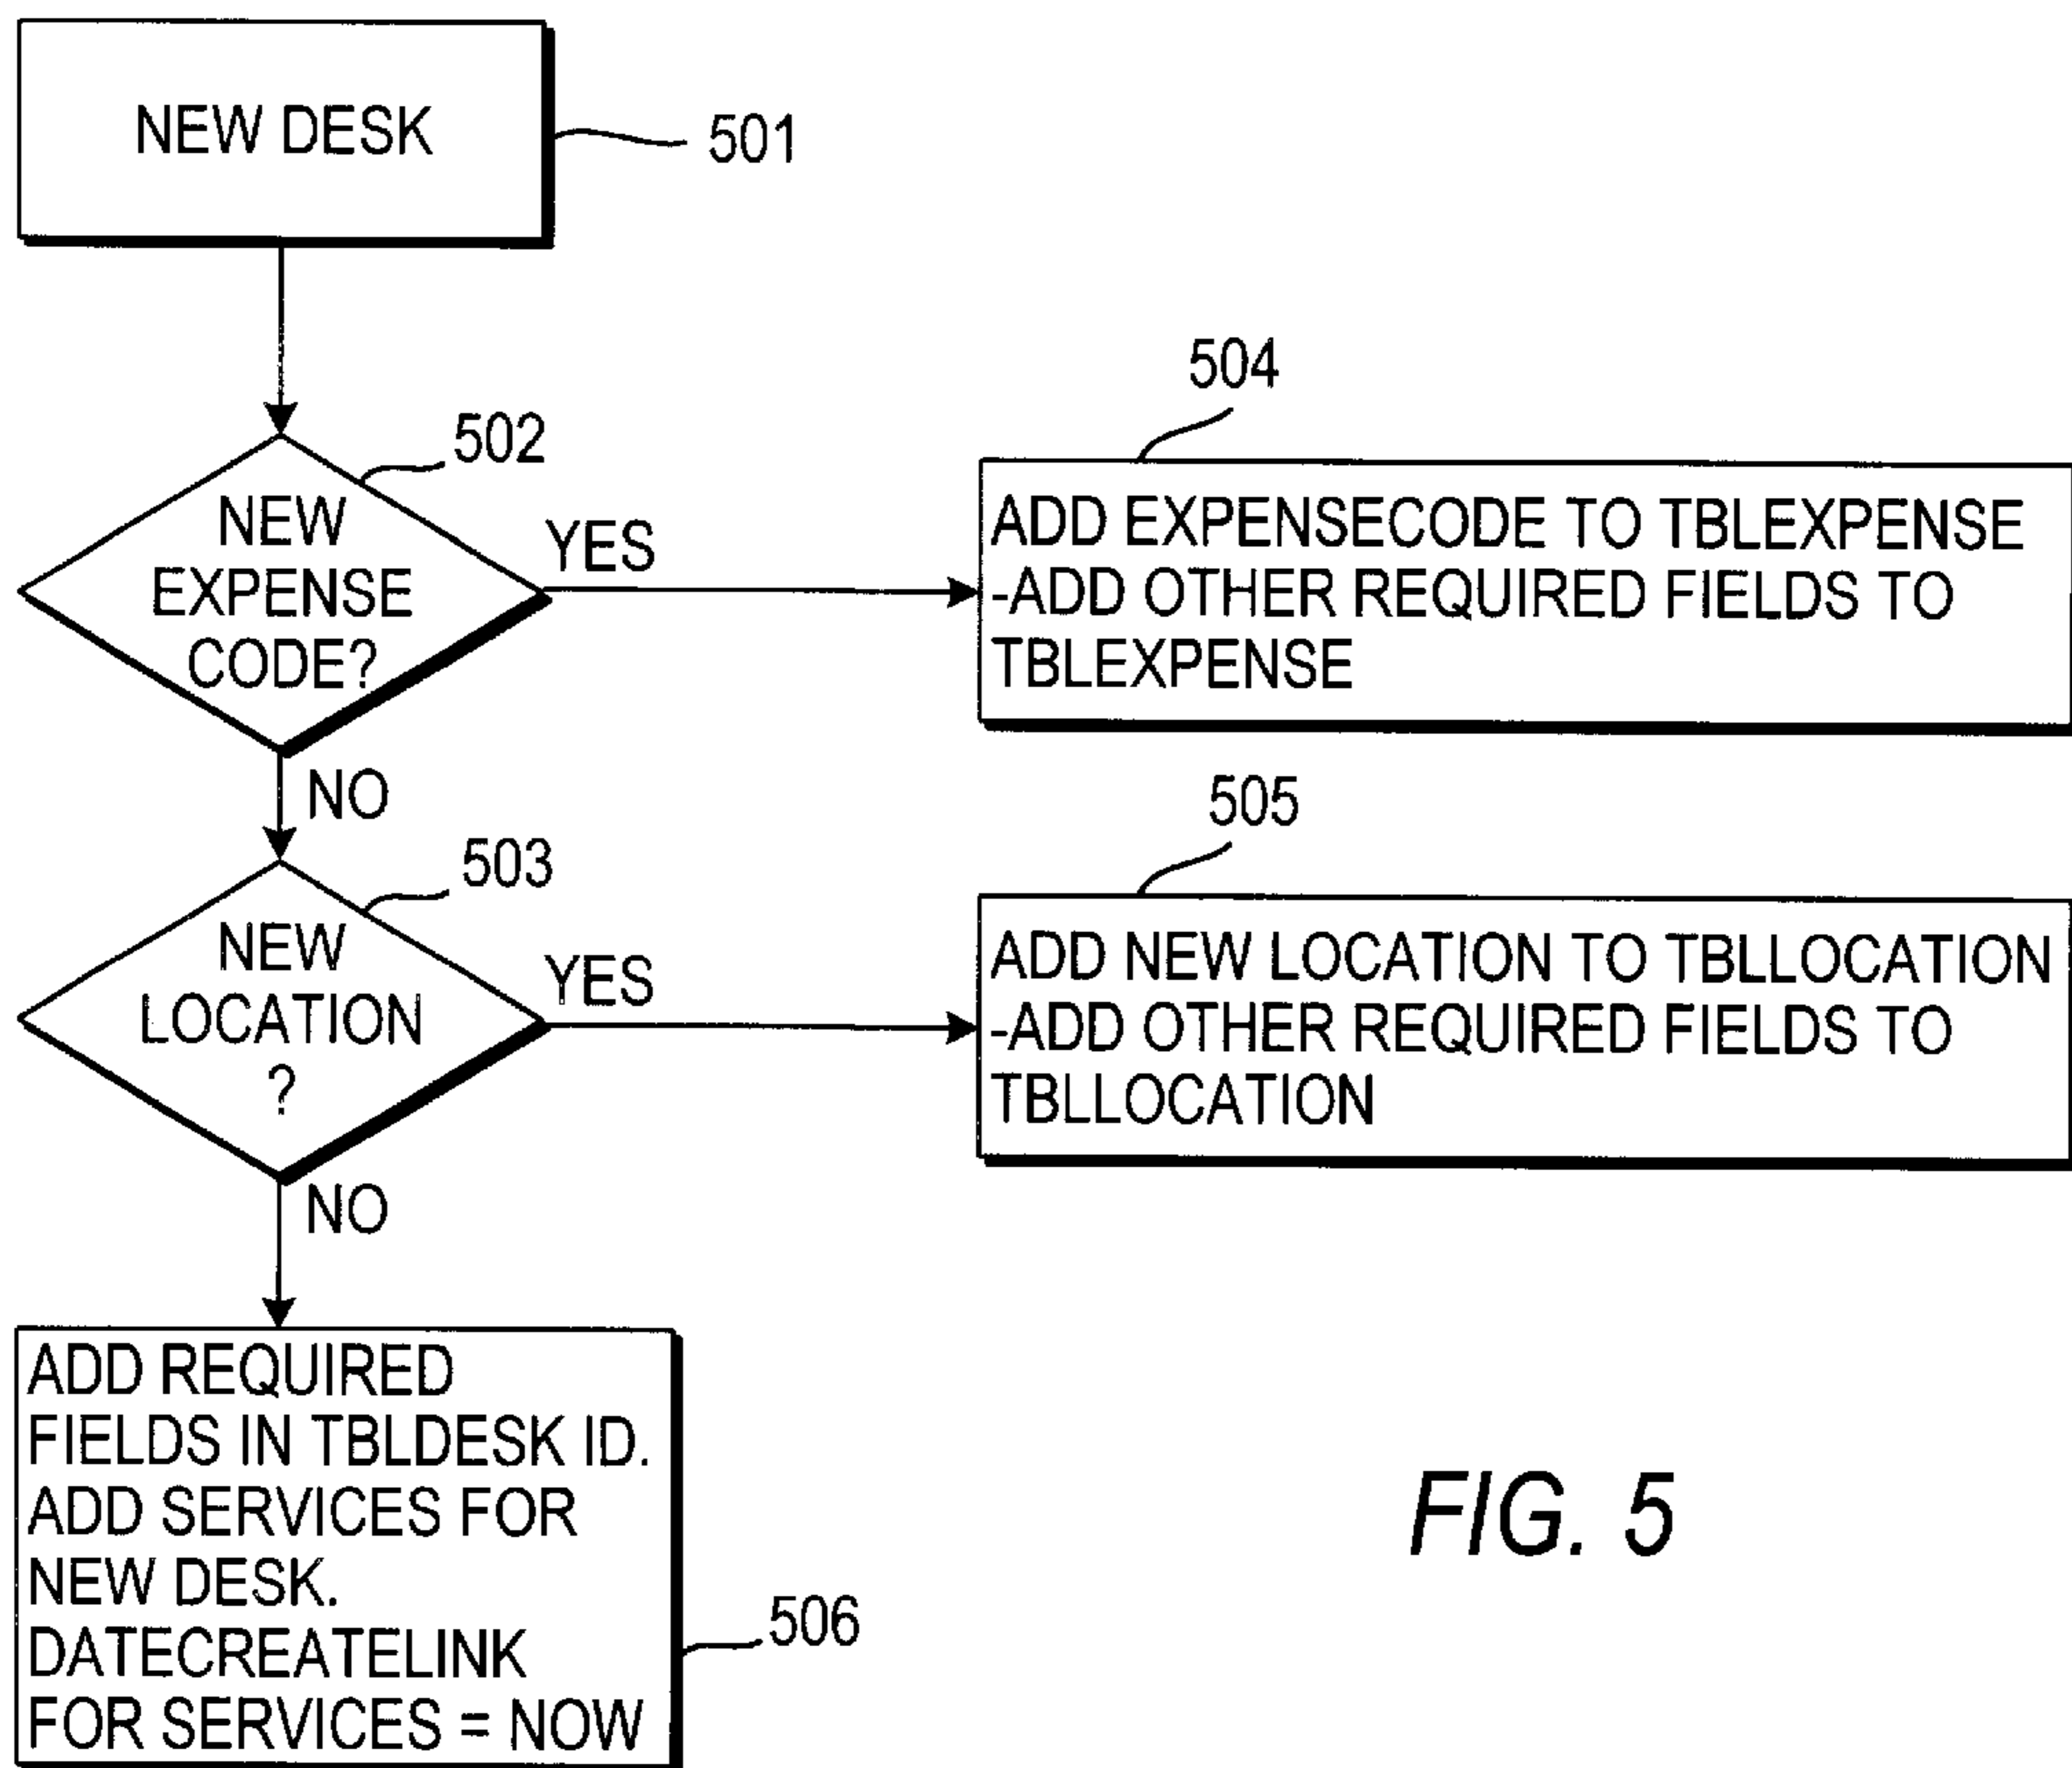 NEW DESK
501
502
NEW
EXPENSE
CODE?
YES
504
ADD EXPENSECODE TO TBLEXPENSE
-ADD OTHER REQUIRED FIELDS TO
TBLEXPENSE
NO
503
NEW
LOCATION
?
YES
505
ADD NEW LOCATION TO TBLLOCATION
-ADD OTHER REQUIRED FIELDS TO
TBLLOCATION
NO
ADD REQUIRED
FIELDS IN TBLDESK ID.
ADD SERVICES FOR
NEW DESK.
DATECREATELINK
FOR SERVICES = NOW
506
FIG. 5